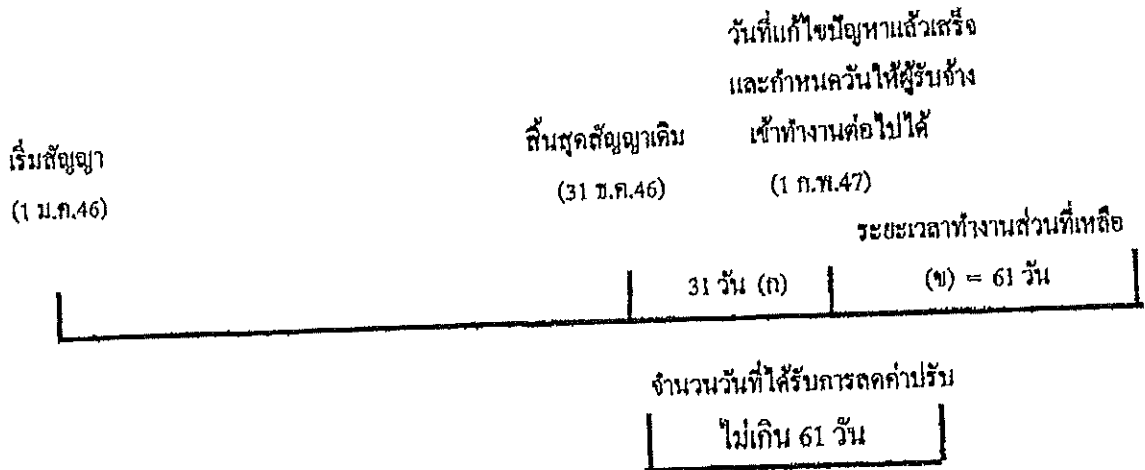 วันที่แก้ไขปัญหาแล้วเสร็จ
และกำหนดวันให้ผู้รับจ้าง
เข้าทำงานต่อไปได้
(1 ก.พ.47)
เริ่มสัญญา
(1 ม.ค.46)
สิ้นสุดสัญญาเดิม
(31 ธ.ค.46)
ระยะเวลาทำงานส่วนที่เหลือ
31 วัน (ก)
(ข) = 61 วัน
จำนวนวันที่ได้รับการลดค่าปรับ
ไม่เกิน 61 วัน